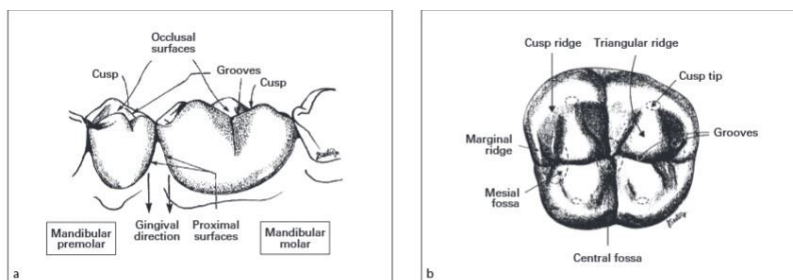 Occlusal
surfaces
Cusp
Grooves
Cusp
Mandibular
premolar
Gingival
direction
Proximal
surfaces
Mandibular
molar
a
Cusp ridge
Triangular ridge
Cusp tip
Grooves
Marginal
ridge
Mesial
fossa
Central fossa
b